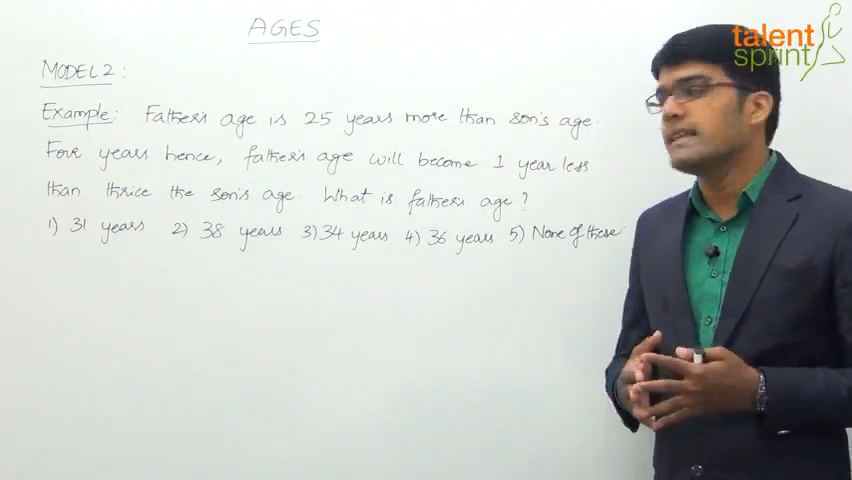 AGES
talent
sprint
MODEL 2 :
Example: Father's age is 25 years more than son's age.
Four years hence, father's age will become 1 year less
than thrice the son's age. What is father's age?
1) 31 years 2) 38 years 3) 34 years 4) 36 years 5) None of these